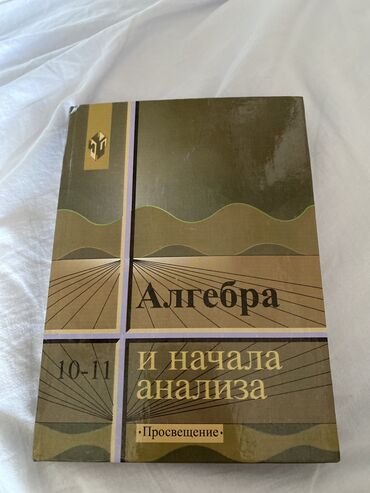 Алгебра
10-11
и начала
анализа
·Просвещение·